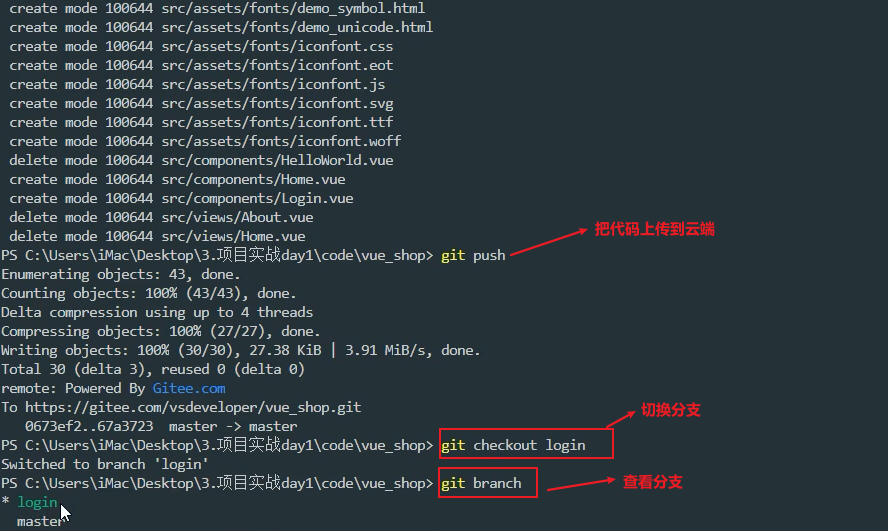 create mode 100644 src/assets/fonts/demo_symbol.html
create mode 100644 src/assets/fonts/demo_unicode.html
create mode 100644 src/assets/fonts/iconfont.css
create mode 100644 src/assets/fonts/iconfont.eot
create mode 100644 src/assets/fonts/iconfont.js
create mode 100644 src/assets/fonts/iconfont.svg
create mode 100644 src/assets/fonts/iconfont.ttf
create mode 100644 src/assets/fonts/iconfont.woff
delete mode 100644 src/components/HelloWorld.vue
create mode 100644 src/components/Home.vue
create mode 100644 src/components/Login.vue
delete mode 100644 src/views/About.vue
delete mode 100644 src/views/Home.vue
PS C:\Users\iMac\Desktop\3.项目实战day1\code\vue_shop> git push
把代码上传到云端
Enumerating objects: 43, done.
Counting objects: 100% (43/43), done.
Delta compression using up to 4 threads
Compressing objects: 100% (27/27), done.
Writing objects: 100% (30/30), 27.38 KiB | 3.91 MiB/s, done.
Total 30 (delta 3), reused 0 (delta 0)
remote: Powered By Gitee.com
To https://gitee.com/vsdeveloper/vue_shop.git
0673ef2..67a3723  master -> master
PS C:\Users\iMac\Desktop\3.项目实战day1\code\vue_shop> git checkout login
切换分支
Switched to branch 'login'
PS C:\Users\iMac\Desktop\3.项目实战day1\code\vue_shop> git branch
查看分支
* login
master